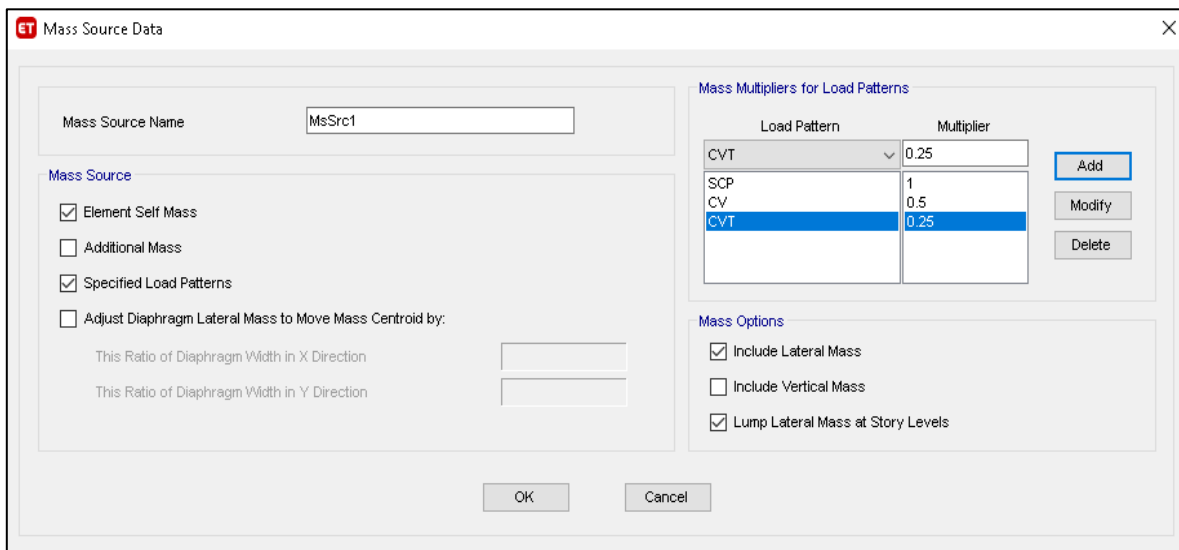 ET Mass Source Data
Mass Source Name MsSrc1
Mass Source
Element Self Mass
Additional Mass
Specified Load Patterns
Adjust Diaphragm Lateral Mass to Move Mass Centroid by:
This Ratio of Diaphragm Width in X Direction
This Ratio of Diaphragm Width in Y Direction
Mass Multipliers for Load Patterns
Load Pattern Multiplier
CVT 0.25
SCP 1
CV 0.5
CVT 0.25
Add
Modify
Delete
Mass Options
Include Lateral Mass
Include Vertical Mass
Lump Lateral Mass at Story Levels
OK Cancel